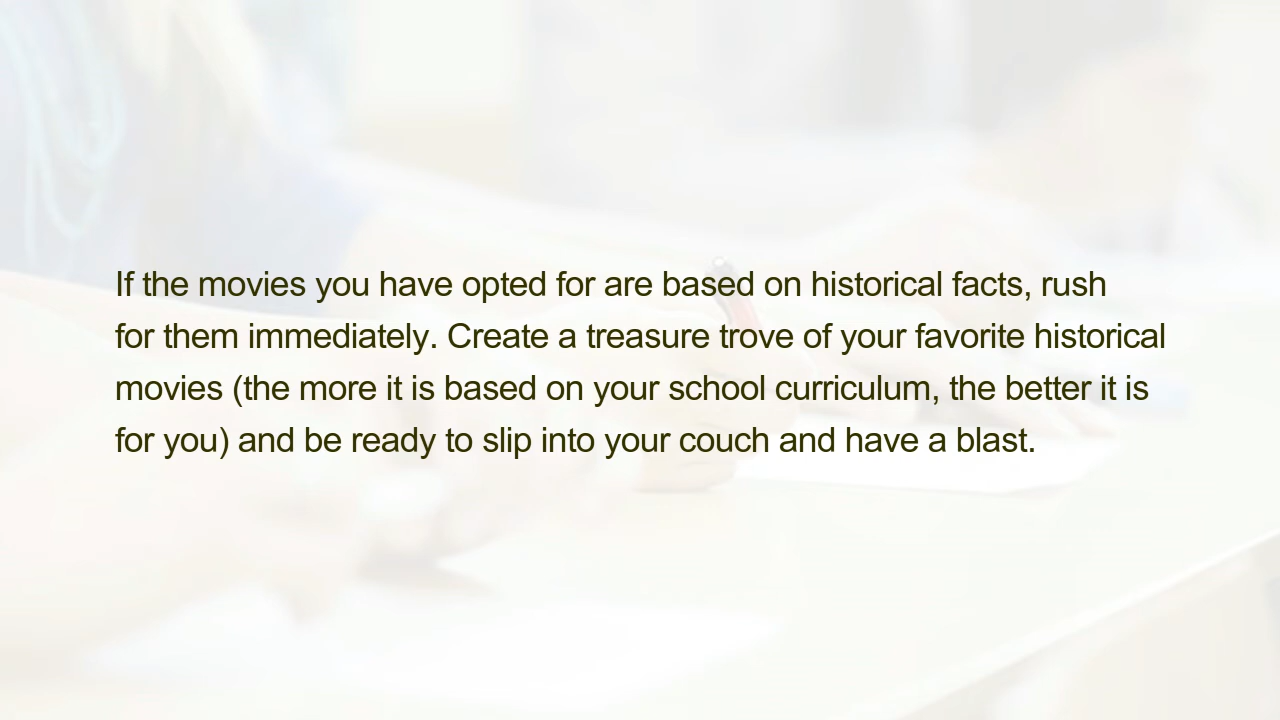 If the movies you have opted for are based on historical facts, rush
for them immediately. Create a treasure trove of your favorite historical
movies (the more it is based on your school curriculum, the better it is
for you) and be ready to slip into your couch and have a blast.